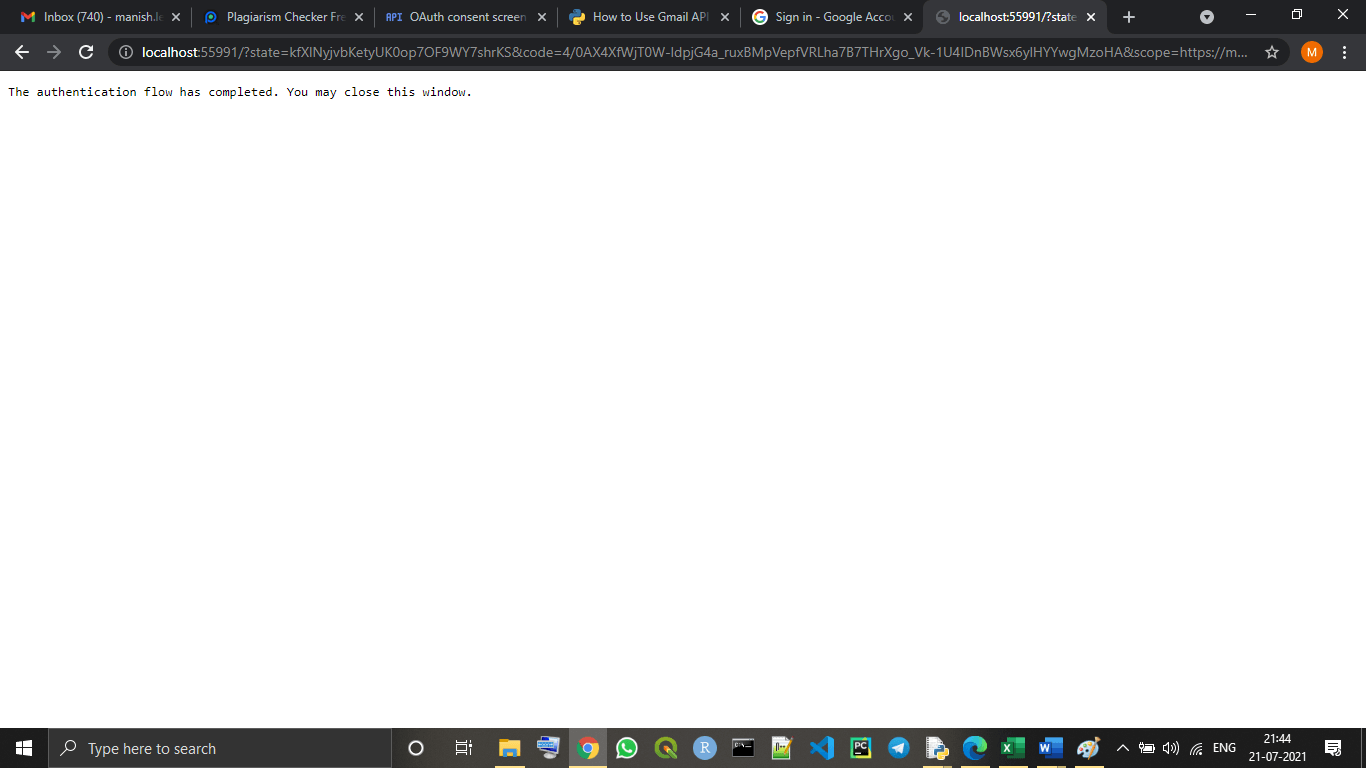 Inbox (740) - manish.le
Plagiarism Checker Fre
API OAuth consent screen
How to Use Gmail API
Sign in - Google Accou
localhost:55991/?state
localhost:55991/?state=kfXlNyjvbKetyUK0op7OF9WY7shrKS&code=4/0AX4XfWjT0W-ldpjG4a_ruxBMpVepfVRLha7B7THrXgo_Vk-1U4IDnBWsx6ylHYYwgMzoHA&scope=https://m...
M
The authentication flow has completed. You may close this window.
Type here to search
R
PC
ENG
21:44
21-07-2021